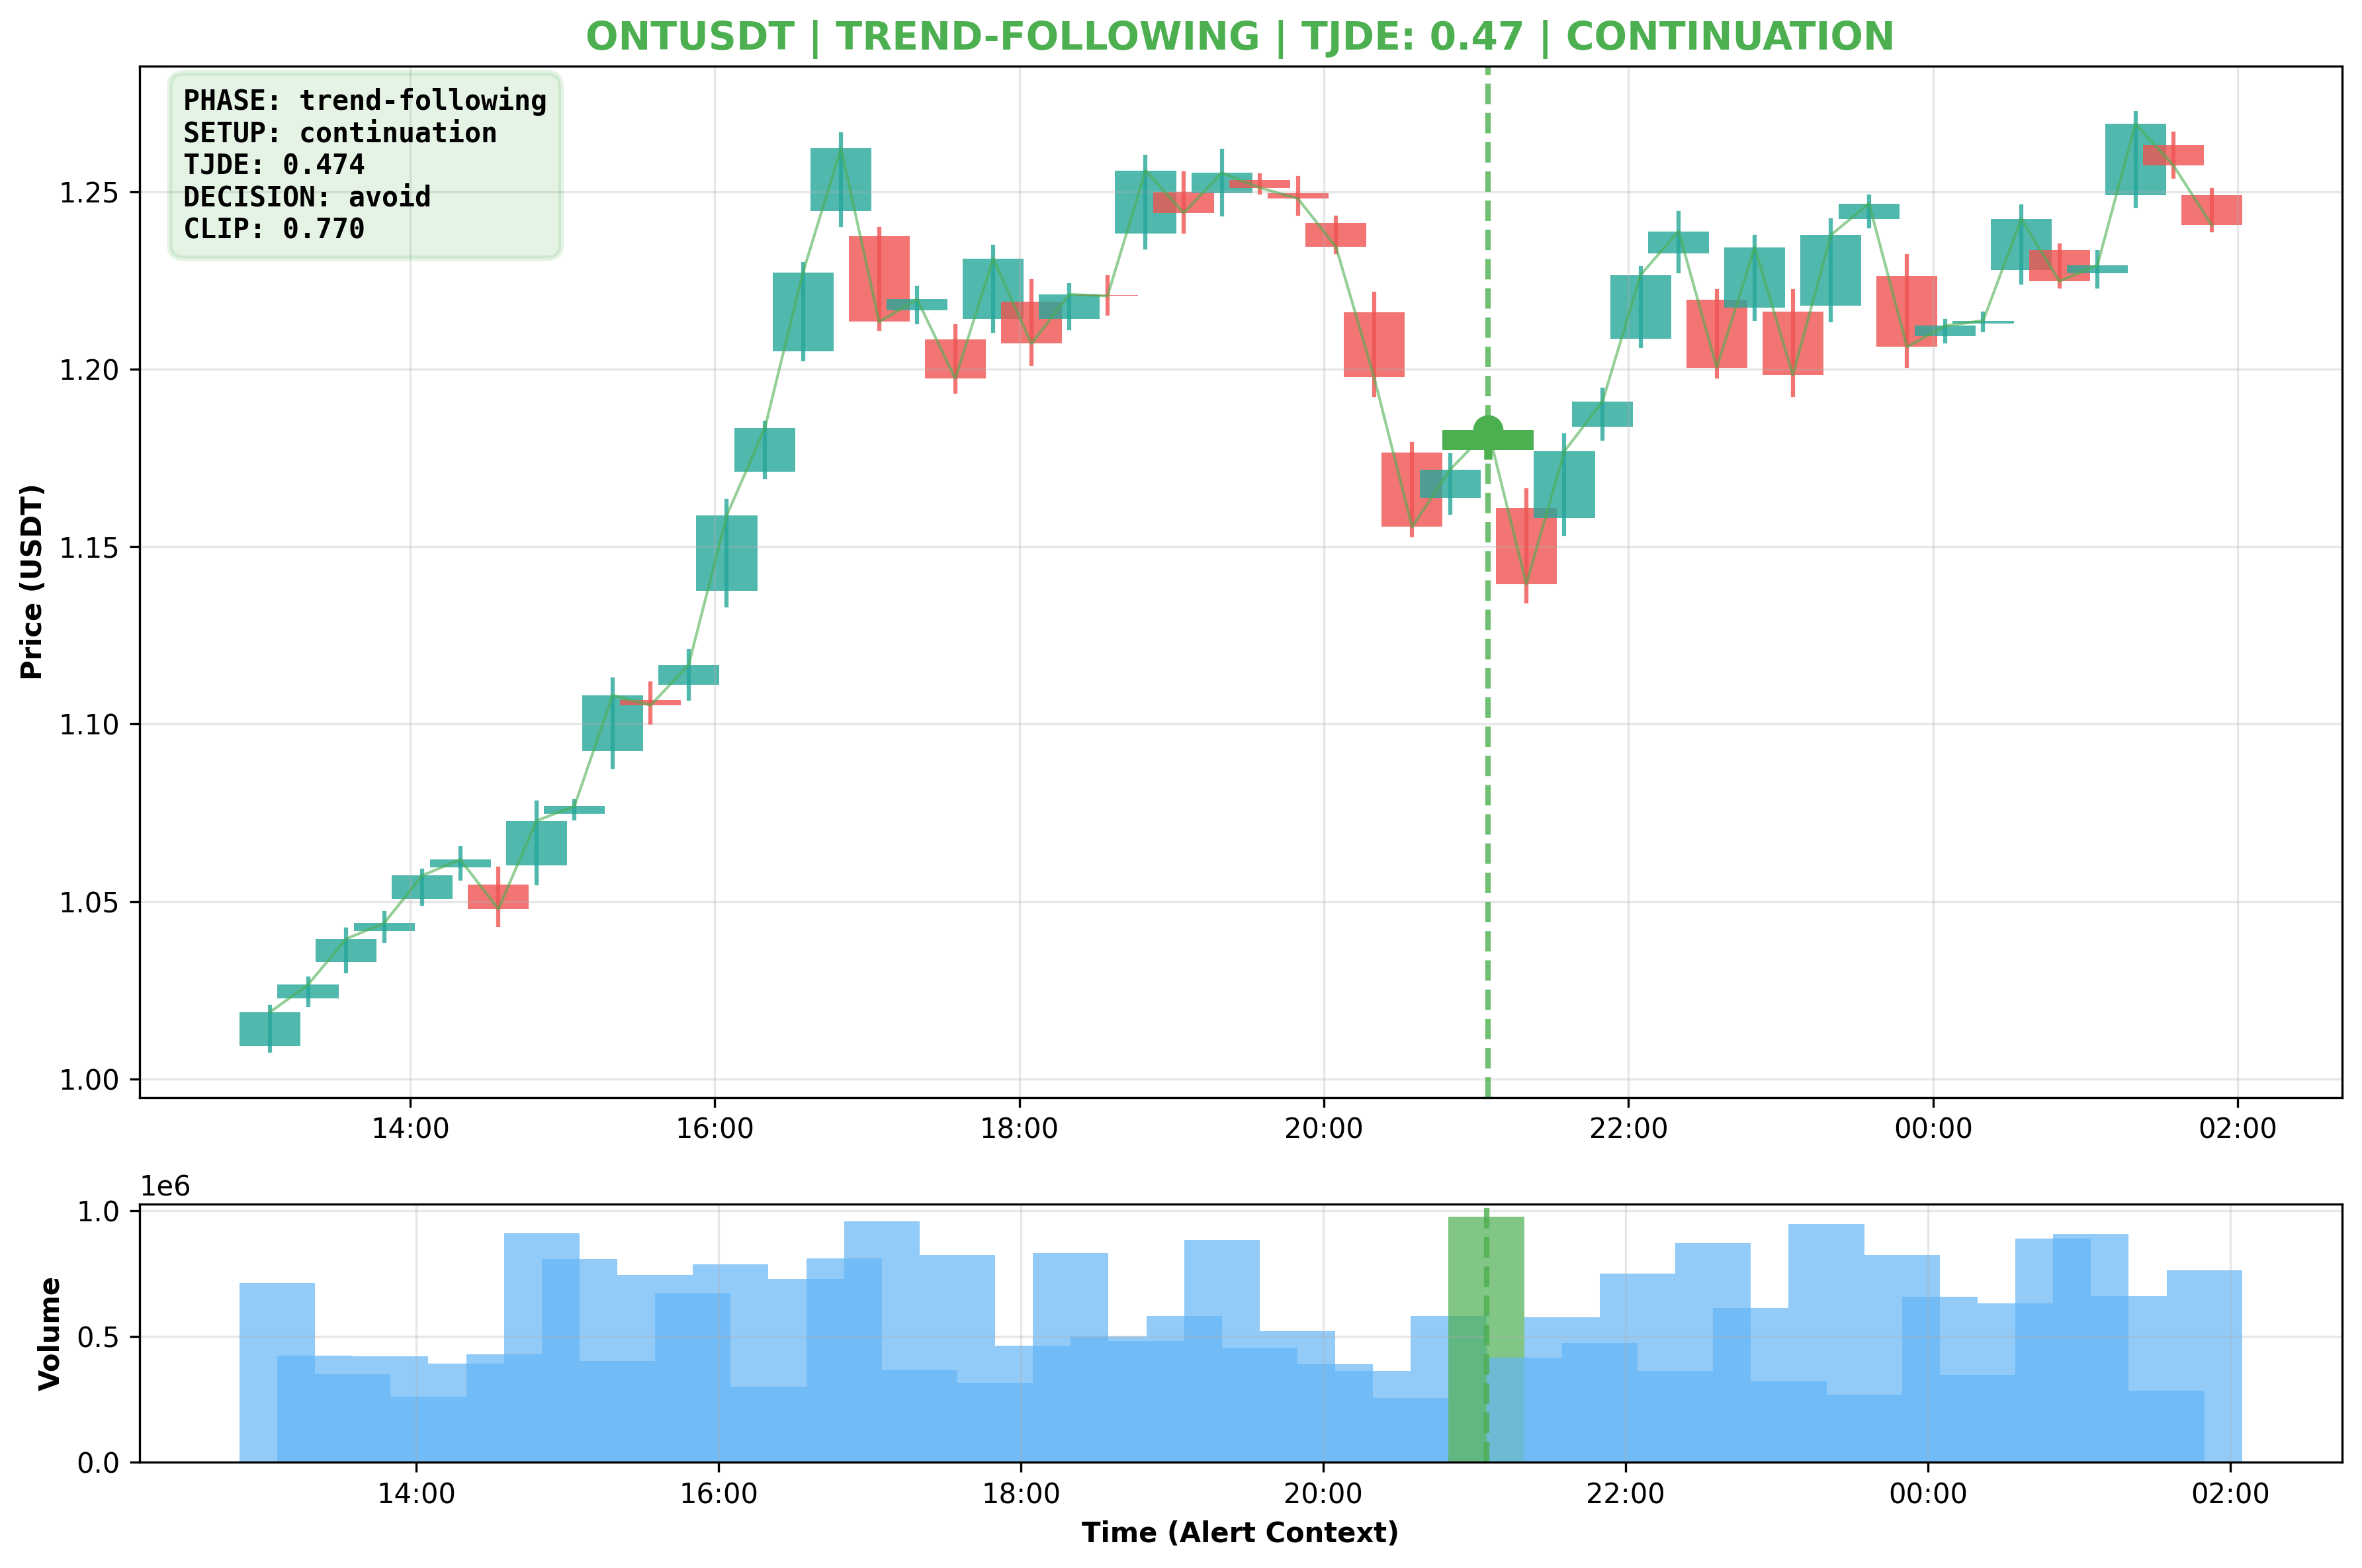 ONTUSDT | TREND-FOLLOWING | TJDE: 0.47 | CONTINUATION
PHASE: trend-following
SETUP: continuation
TJDE: 0.474
DECISION: avoid
CLIP: 0.770
Price (USDT)
1.25
1.20
1.15
1.10
1.05
1.00
14:00 16:00 18:00 20:00 22:00 00:00 02:00
1e6
Volume
1.0
0.5
0.0
14:00 16:00 18:00 20:00 22:00 00:00 02:00
Time (Alert Context)